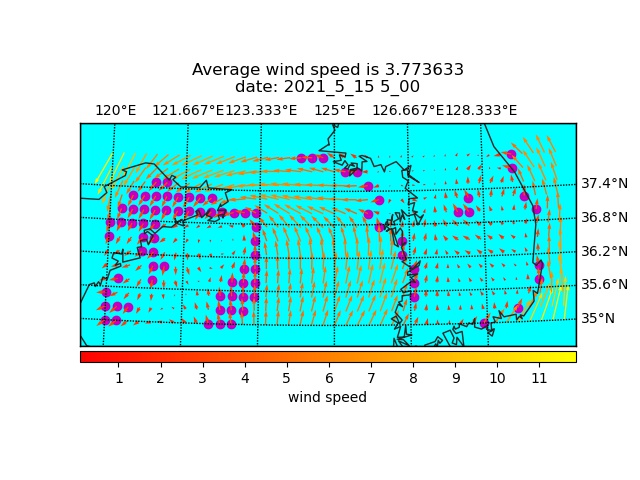 Average wind speed is 3.773633
date: 2021_5_15 5_00
120°E 121.667°E 123.333°E 125°E 126.667°E 128.333°E
37.4°N
36.8°N
36.2°N
35.6°N
35°N
1 2 3 4 5 6 7 8 9 10 11
wind speed